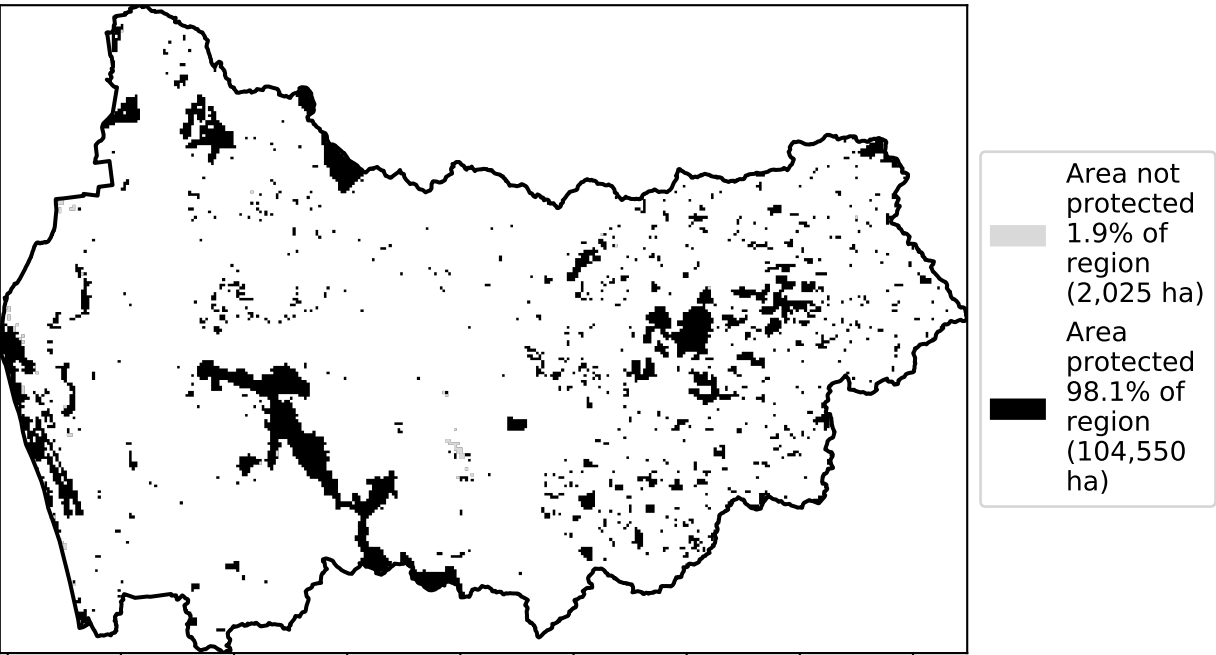 Area not
protected
1.9% of
region
(2,025 ha)
Area
protected
98.1% of
region
(104,550
ha)